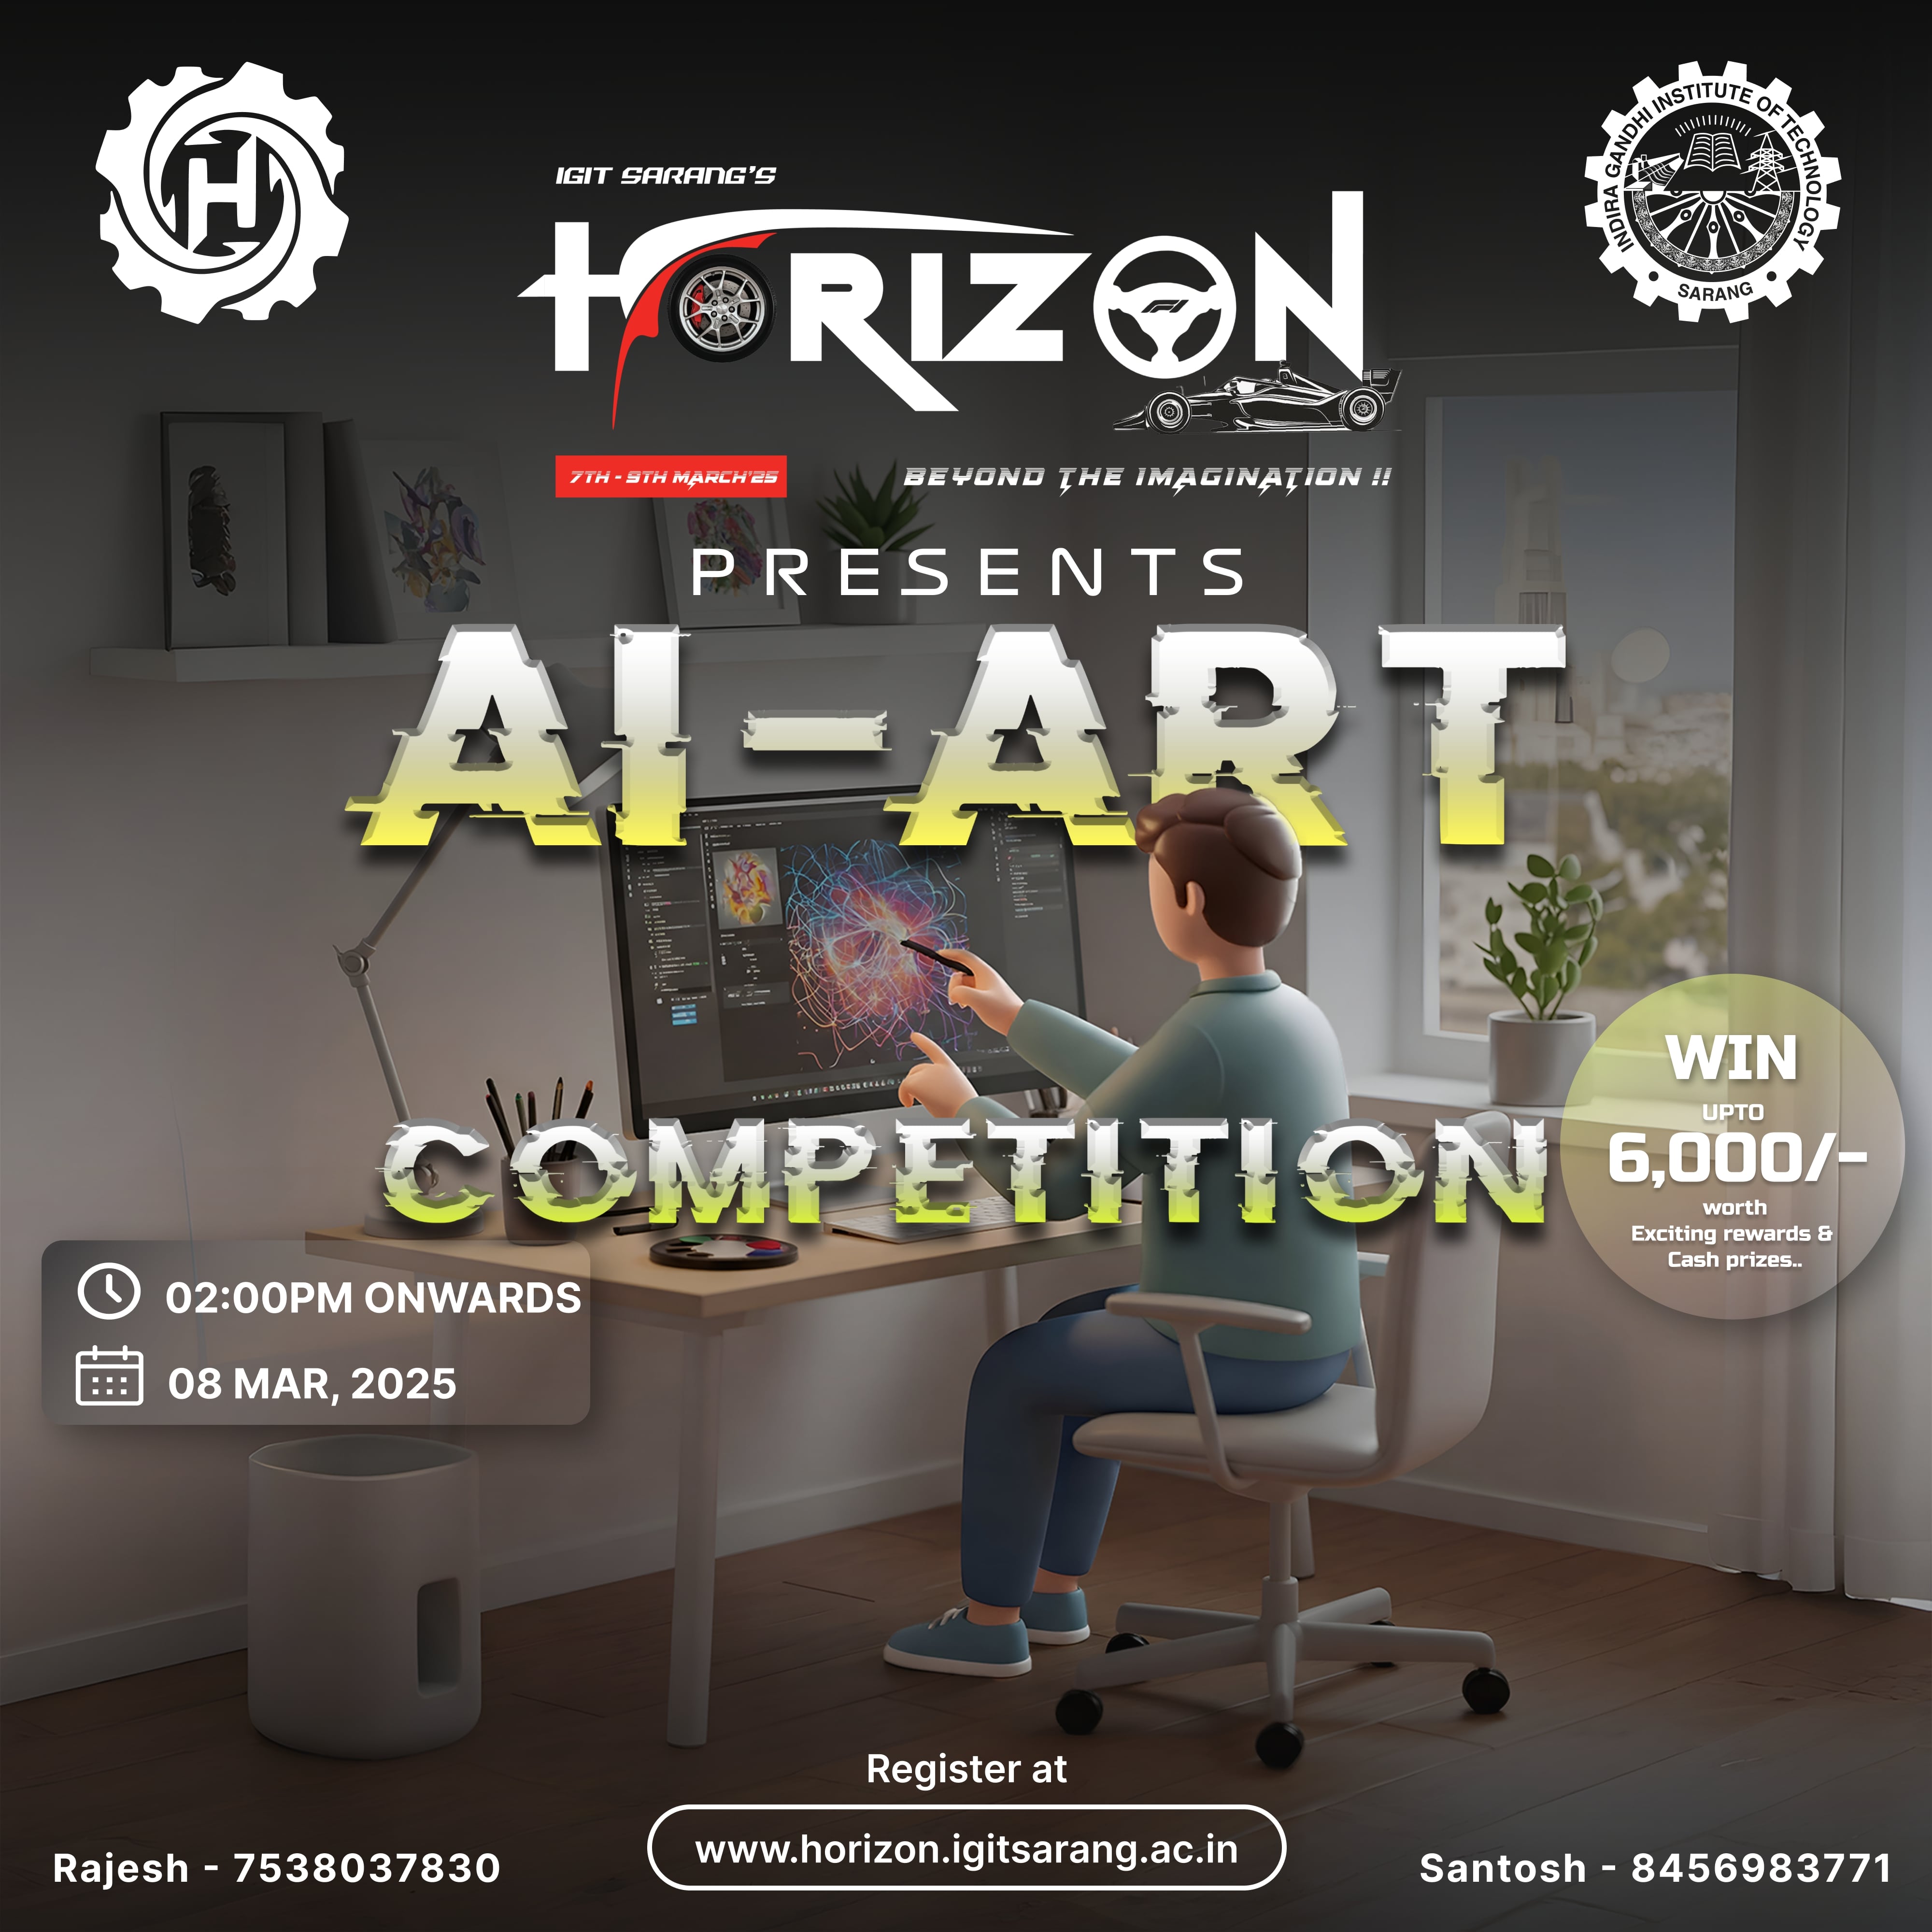 H
INDIRA GANDHI INSTITUTE OF TECHNOLOGY
SARANG
IGIT SARANG'S
HORIZON
7TH - 9TH MARCH'25
BEYOND THE IMAGINATION !!
PRESENTS
AI-ART
COMPETITION
WIN
UPTO
6,000/-
worth
Exciting rewards &
Cash prizes..
02:00PM ONWARDS
08 MAR, 2025
Register at
www.horizon.igitsarang.ac.in
Rajesh - 7538037830
Santosh - 8456983771